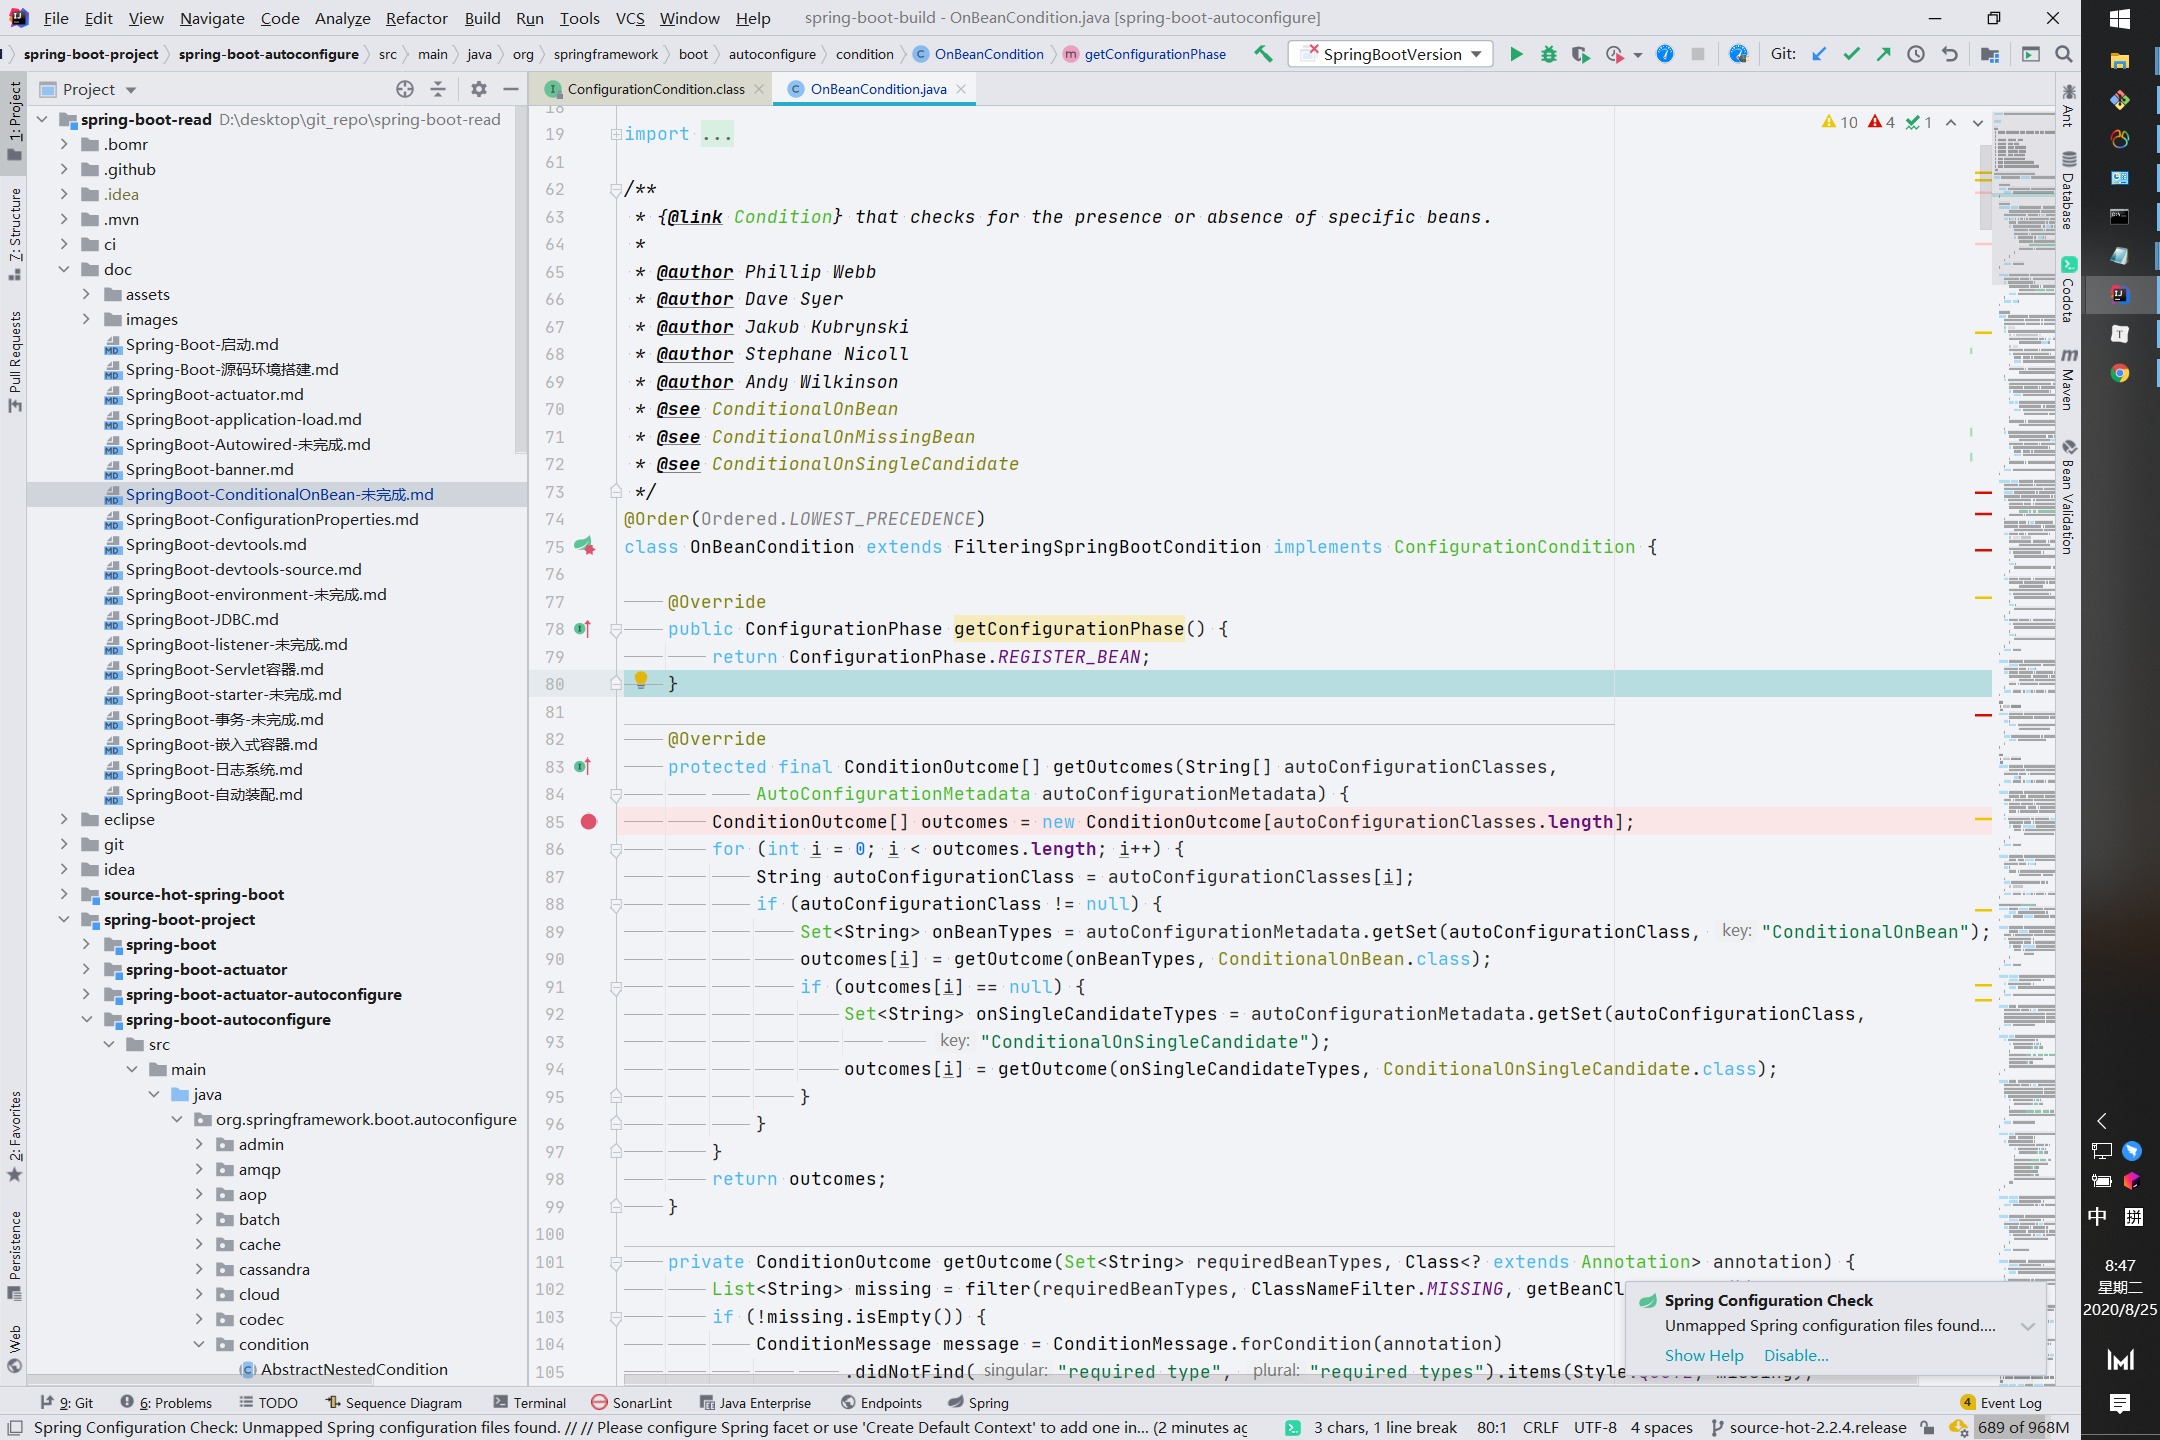 File Edit View Navigate Code Analyze Refactor Build Run Tools VCS Window Help spring-boot-build - OnBeanCondition.java [spring-boot-autoconfigure]
spring-boot-project spring-boot-autoconfigure src main java org springframework boot autoconfigure condition OnBeanCondition getConfigurationPhase SpringBootVersion Git:
Project
ConfigurationCondition.class OnBeanCondition.java
1: Project
7: Structure
Pull Requests
2: Favorites
Persistence
Web
spring-boot-read D:\desktop\git_repo\spring-boot-read
.bomr
.github
.idea
.mvn
ci
doc
assets
images
Spring-Boot-启动.md
Spring-Boot-源码环境搭建.md
SpringBoot-actuator.md
SpringBoot-application-load.md
SpringBoot-Autowired-未完成.md
SpringBoot-banner.md
SpringBoot-ConditionalOnBean-未完成.md
SpringBoot-ConfigurationProperties.md
SpringBoot-devtools.md
SpringBoot-devtools-source.md
SpringBoot-environment-未完成.md
SpringBoot-JDBC.md
SpringBoot-listener-未完成.md
SpringBoot-Servlet容器.md
SpringBoot-starter-未完成.md
SpringBoot-事务-未完成.md
SpringBoot-嵌入式容器.md
SpringBoot-日志系统.md
SpringBoot-自动装配.md
eclipse
git
idea
source-hot-spring-boot
spring-boot-project
spring-boot
spring-boot-actuator
spring-boot-actuator-autoconfigure
spring-boot-autoconfigure
src
main
java
org.springframework.boot.autoconfigure
admin
amqp
aop
batch
cache
cassandra
cloud
codec
condition
AbstractNestedCondition
10 4 1
18
19 import ...
61
62 /**
63 * {@link Condition} that checks for the presence or absence of specific beans.
64 *
65 * @author Phillip Webb
66 * @author Dave Syer
67 * @author Jakub Kubrynski
68 * @author Stephane Nicoll
69 * @author Andy Wilkinson
70 * @see ConditionalOnBean
71 * @see ConditionalOnMissingBean
72 * @see ConditionalOnSingleCandidate
73 */
74 @Order(Ordered.LOWEST_PRECEDENCE)
75 class OnBeanCondition extends FilteringSpringBootCondition implements ConfigurationCondition {
76
77 @Override
78 public ConfigurationPhase getConfigurationPhase() {
79 return ConfigurationPhase.REGISTER_BEAN;
80 }
81
82 @Override
83 protected final ConditionOutcome[] getOutcomes(String[] autoConfigurationClasses,
84 AutoConfigurationMetadata autoConfigurationMetadata) {
85 ConditionOutcome[] outcomes = new ConditionOutcome[autoConfigurationClasses.length];
86 for (int i = 0; i < outcomes.length; i++) {
87 String autoConfigurationClass = autoConfigurationClasses[i];
88 if (autoConfigurationClass != null) {
89 Set<String> onBeanTypes = autoConfigurationMetadata.getSet(autoConfigurationClass, key: "ConditionalOnBean");
90 outcomes[i] = getOutcome(onBeanTypes, ConditionalOnBean.class);
91 if (outcomes[i] == null) {
92 Set<String> onSingleCandidateTypes = autoConfigurationMetadata.getSet(autoConfigurationClass,
93 key: "ConditionalOnSingleCandidate");
94 outcomes[i] = getOutcome(onSingleCandidateTypes, ConditionalOnSingleCandidate.class);
95 }
96 }
97 }
98 return outcomes;
99 }
100
101 private ConditionOutcome getOutcome(Set<String> requiredBeanTypes, Class<? extends Annotation> annotation) {
102 List<String> missing = filter(requiredBeanTypes, ClassNameFilter.MISSING, getBeanCl
103 if (!missing.isEmpty()) {
104 ConditionMessage message = ConditionMessage.forCondition(annotation)
105 .didNotFind( singular: "required type", plural: "required types").items(Style
Spring Configuration Check
Unmapped Spring configuration files found....
Show Help Disable...
Ant
Database
Codota
Maven
Bean Validation
中 拼
8:47
星期二
2020/8/25
9: Git 6: Problems TODO Sequence Diagram Terminal SonarLint Java Enterprise Endpoints Spring 4 Event Log
Spring Configuration Check: Unmapped Spring configuration files found. // // Please configure Spring facet or use 'Create Default Context' to add one in... (2 minutes ag 3 chars, 1 line break 80:1 CRLF UTF-8 4 spaces source-hot-2.2.4.release 689 of 968M